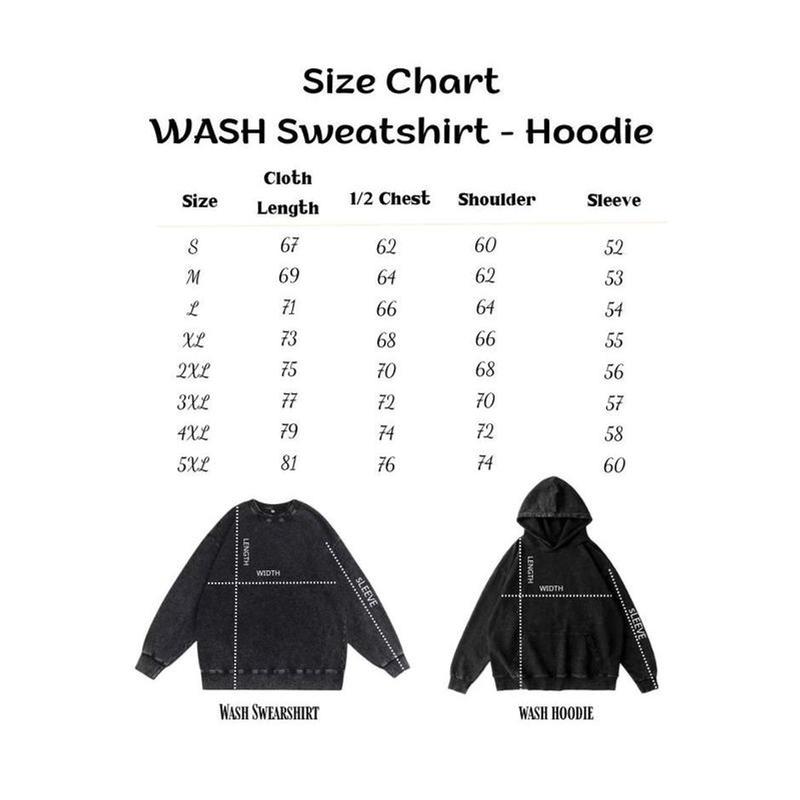 Size Chart
WASH Sweatshirt - Hoodie
Size Cloth Length 1/2 Chest Shoulder Sleeve
S 67 62 60 52
M 69 64 62 53
L 71 66 64 54
XL 73 68 66 55
2XL 75 70 68 56
3XL 77 72 70 57
4XL 79 74 72 58
5XL 81 76 74 60
LENGTH
WIDTH
SLEEVE
LENGTH
WIDTH
SLEEVE
WASH SWEARSHIRT
WASH HOODIE